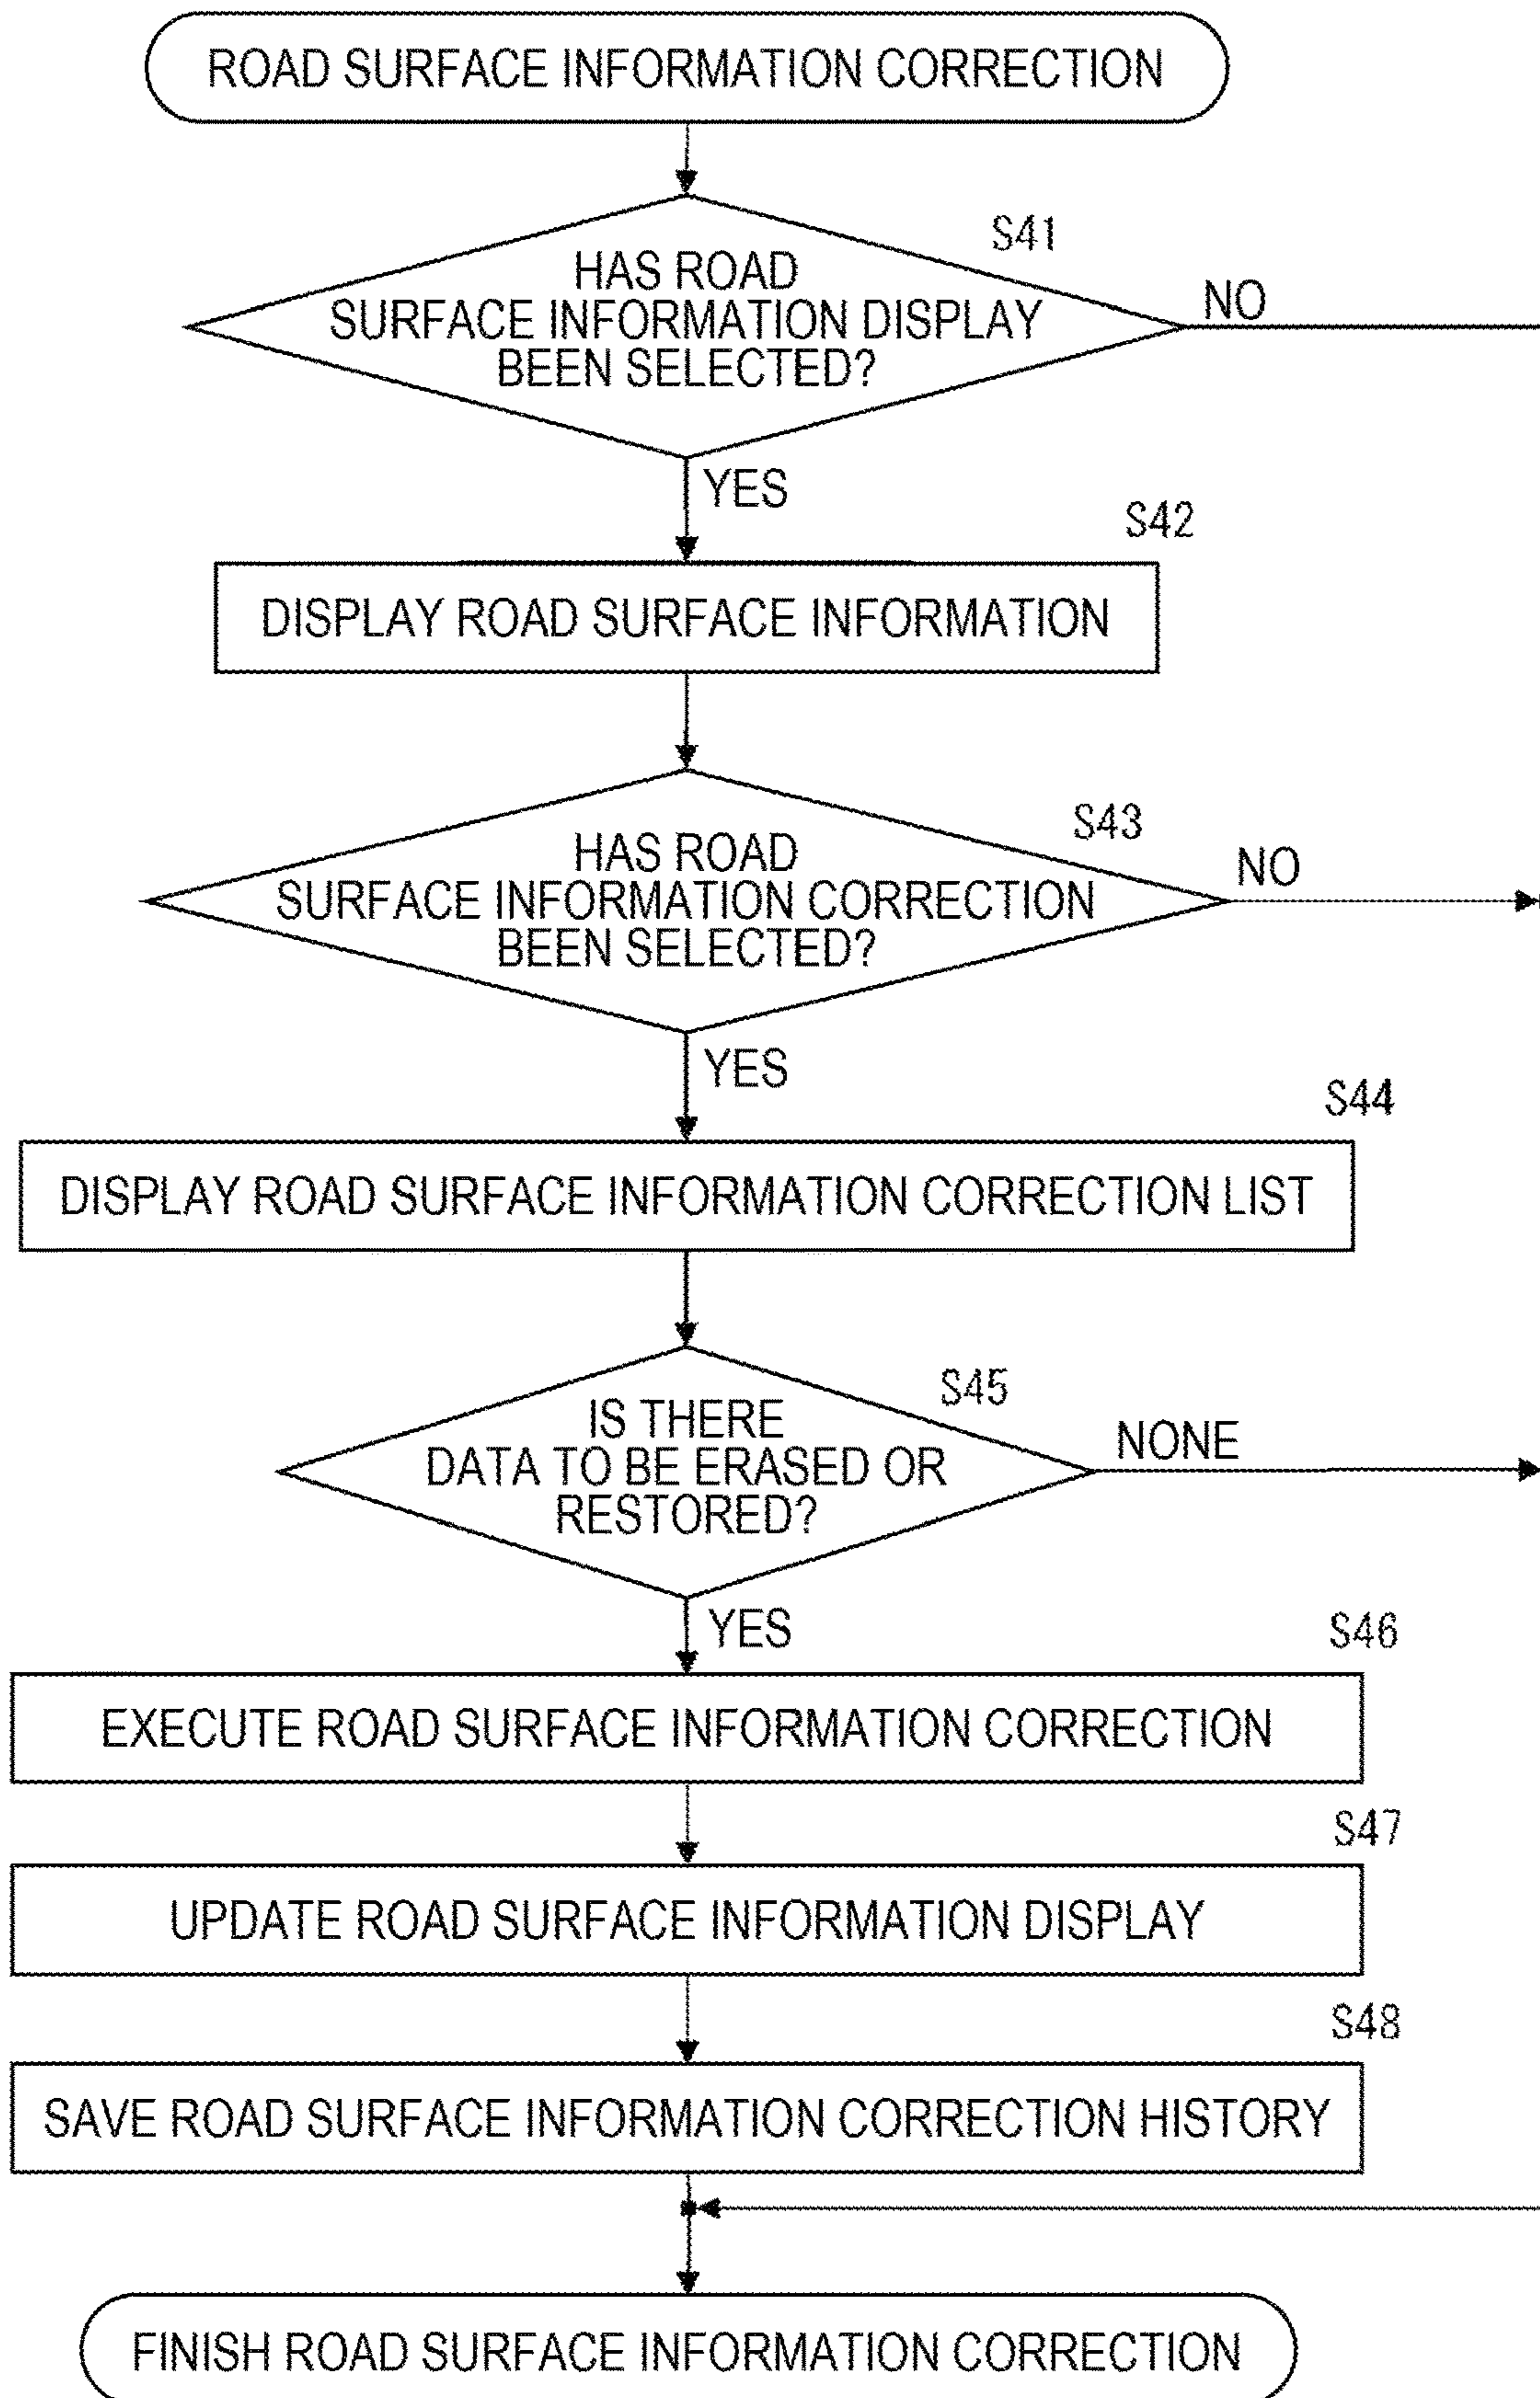 ROAD SURFACE INFORMATION CORRECTION
S41
HAS ROAD
SURFACE INFORMATION DISPLAY
BEEN SELECTED?
NO
YES
S42
DISPLAY ROAD SURFACE INFORMATION
S43
HAS ROAD
SURFACE INFORMATION CORRECTION
BEEN SELECTED?
NO
YES
S44
DISPLAY ROAD SURFACE INFORMATION CORRECTION LIST
S45
IS THERE
DATA TO BE ERASED OR
RESTORED?
NONE
YES
S46
EXECUTE ROAD SURFACE INFORMATION CORRECTION
S47
UPDATE ROAD SURFACE INFORMATION DISPLAY
S48
SAVE ROAD SURFACE INFORMATION CORRECTION HISTORY
FINISH ROAD SURFACE INFORMATION CORRECTION